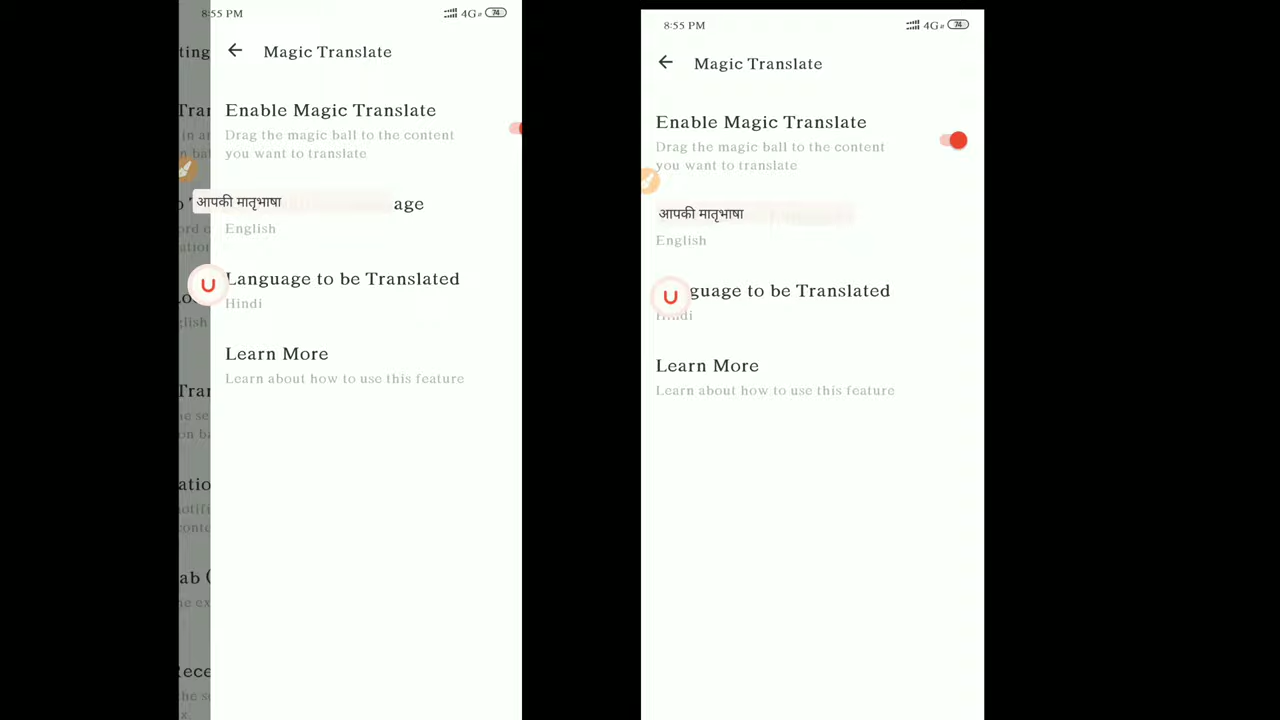 8:55 PM
4G
74
Magic Translate
Enable Magic Translate
Drag the magic ball to the content
you want to translate
आपकी मातृभाषा
age
English
Language to be Translated
Hindi
Learn More
Learn about how to use this feature
8:55 PM
4G
74
Magic Translate
Enable Magic Translate
Drag the magic ball to the content
you want to translate
आपकी मातृभाषा
English
guage to be Translated
Hindi
Learn More
Learn about how to use this feature